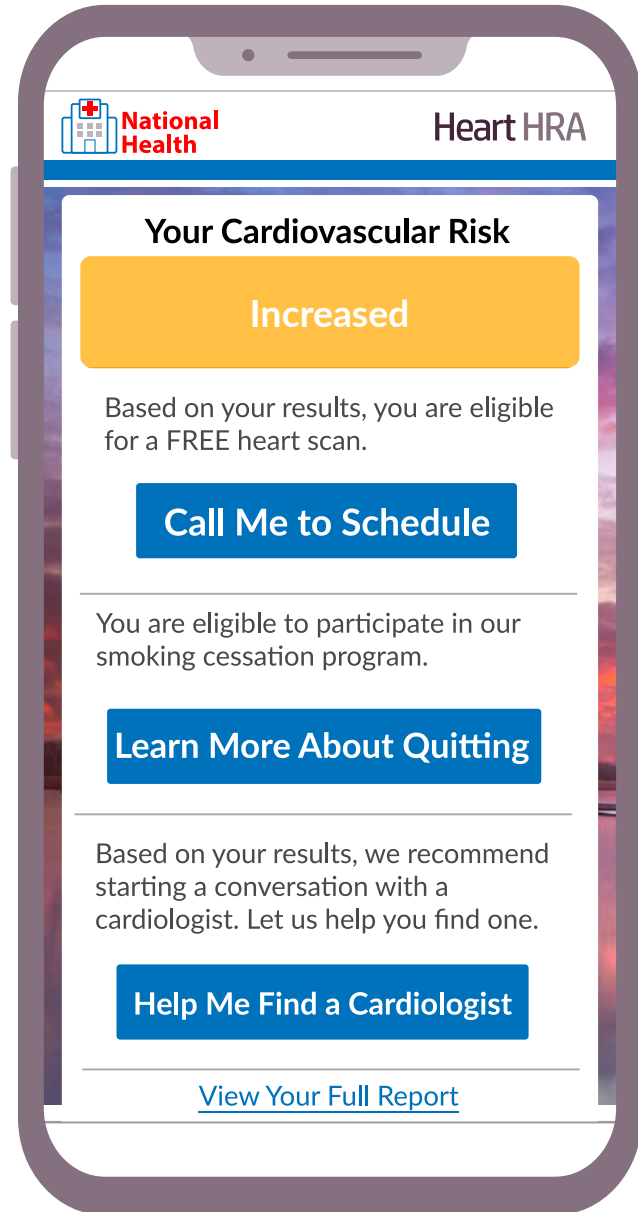 National
Health
Heart HRA
Your Cardiovascular Risk
Increased
Based on your results, you are eligible
for a FREE heart scan.
Call Me to Schedule
You are eligible to participate in our
smoking cessation program.
Learn More About Quitting
Based on your results, we recommend
starting a conversation with a
cardiologist. Let us help you find one.
Help Me Find a Cardiologist
View Your Full Report